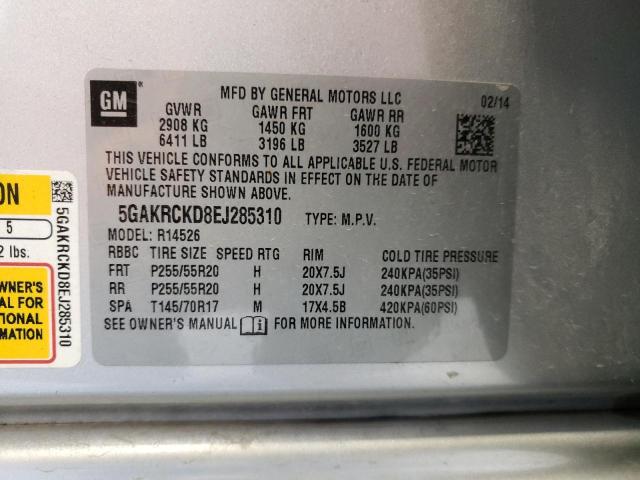 GM
MFD BY GENERAL MOTORS LLC
02/14
GVWR GAWR FRT GAWR RR
2908 KG 1450 KG 1600 KG
6411 LB 3196 LB 3527 LB
THIS VEHICLE CONFORMS TO ALL APPLICABLE U.S. FEDERAL MOTOR
VEHICLE SAFETY STANDARDS IN EFFECT ON THE DATE OF
MANUFACTURE SHOWN ABOVE.
5GAKRCKD8EJ285310 TYPE: M.P.V.
MODEL: R14526
RBBC TIRE SIZE SPEED RTG RIM COLD TIRE PRESSURE
FRT P255/55R20 H 20X7.5J 240KPA(35PSI)
RR P255/55R20 H 20X7.5J 240KPA(35PSI)
SPA T145/70R17 M 17X4.5B 420KPA(60PSI)
SEE OWNER'S MANUAL i FOR MORE INFORMATION.
ON
5
2 lbs.
WNER'S
AL FOR
TIONAL
RMATION
5GAKRCKD8EJ285310